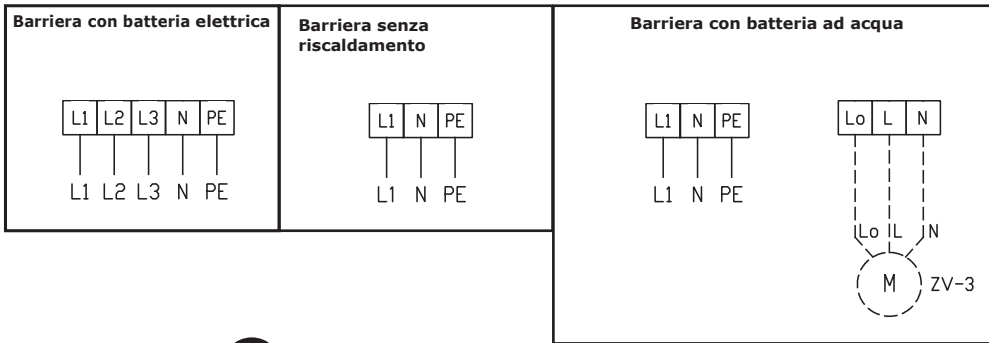 Barriera con batteria elettrica
L1 L2 L3 N PE
L1 L2 L3 N PE
Barriera senza
riscaldamento
L1 N PE
L1 N PE
Barriera con batteria ad acqua
L1 N PE
L1 N PE
Lo L N
Lo L N
M ZV-3